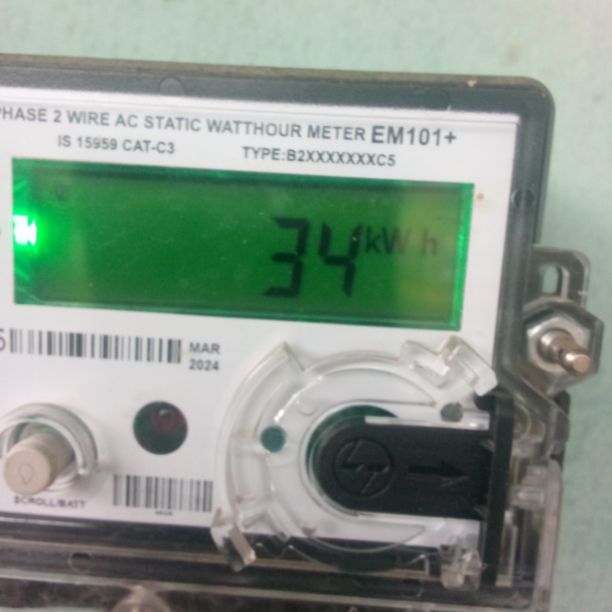 PHASE 2 WIRE AC STATIC WATTHOUR METER EM101+
IS 15959 CAT-C3 TYPE:B2XXXXXXXC5
34 kWh
5
MAR
2024
SCROLL/BATT